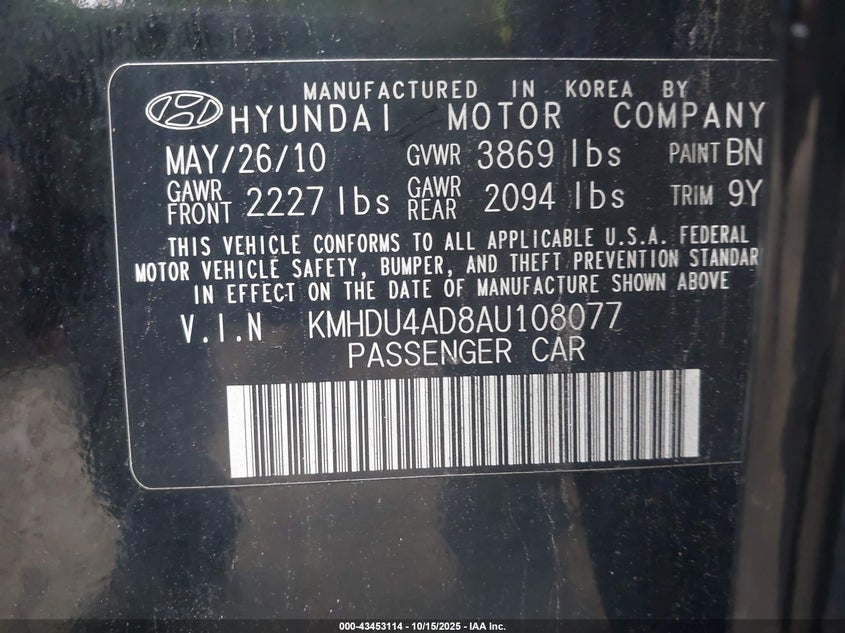 MANUFACTURED IN KOREA BY
HYUNDAI MOTOR COMPANY
MAY/26/10 GVWR 3869 lbs PAINT BN
GAWR FRONT 2227 lbs GAWR REAR 2094 lbs TRIM 9Y
THIS VEHICLE CONFORMS TO ALL APPLICABLE U.S.A. FEDERAL
MOTOR VEHICLE SAFETY, BUMPER, AND THEFT PREVENTION STANDAR
IN EFFECT ON THE DATE OF MANUFACTURE SHOWN ABOVE
V.I.N KMHDU4AD8AU108077
PASSENGER CAR
000-43453114 - 10/15/2025 - IAA Inc.